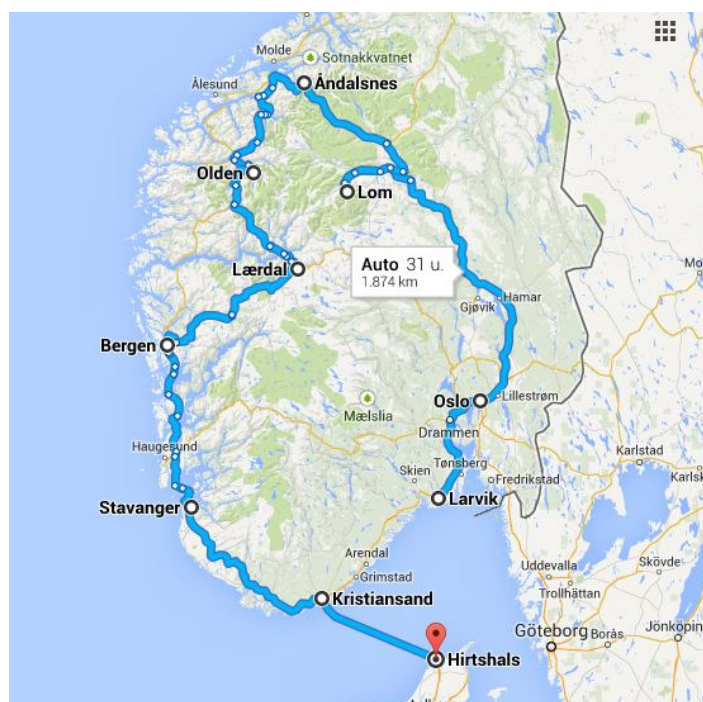 Molde
Sotnakkvatnet
Åndalsnes
Ålesund
Olden
Lom
Lærdal
Auto 31 u.
1.874 km
Gjøvik
Hamar
Bergen
Oslo
Lillestrøm
Mælslia
Drammen
Haugesund
Skien
Tønsberg
Fredrikstad
Karlstad
Larvik
Stavanger
Arendal
Grimstad
Kristiansand
Uddevalla
Trollhättan
Skövde
Göteborg
Borås
Jönköpin
Hirtshals